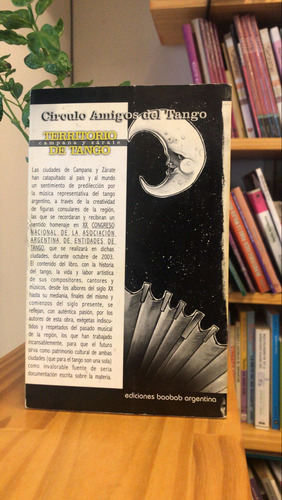 Círculo Amigos del Tango
TERRITORIO
campana y zárate
DE TANGO
Las ciudades de Campana y Zárate
han catapultado al país y al mundo
un sentimiento de predilección por
la música representativa del tango
argentino, a través de la creatividad
de figuras consulares de la región,
las que se recordaran y recibiran un
sentido homenaje en XX CONGRESO
NACIONAL DE LA ASOCIACIÓN
ARGENTINA DE ENTIDADES DE
TANGO, que se realizará en dichas
ciudades, durante octubre de 2003.
El contenido del libro, con la historia
del tango, la vida y labor artística
de sus compositores, cantores y
músicos, desde los albores del siglo XX
hasta su mediania, finales del mismo y
comienzos del siglo presente, se
reflejan, con auténtica pasión, por los
autores de esta obra, exégetas indiscu-
tidos y respetados del pasado musical
de la región, los que han trabajado
incansablemente, para que el futuro
sirva como patrimonio cultural de ambas
ciudades (que para el tango son una sola)
como invalorable fuente de seria
documentación escrita sobre la materia.
ediciones baobab argentina